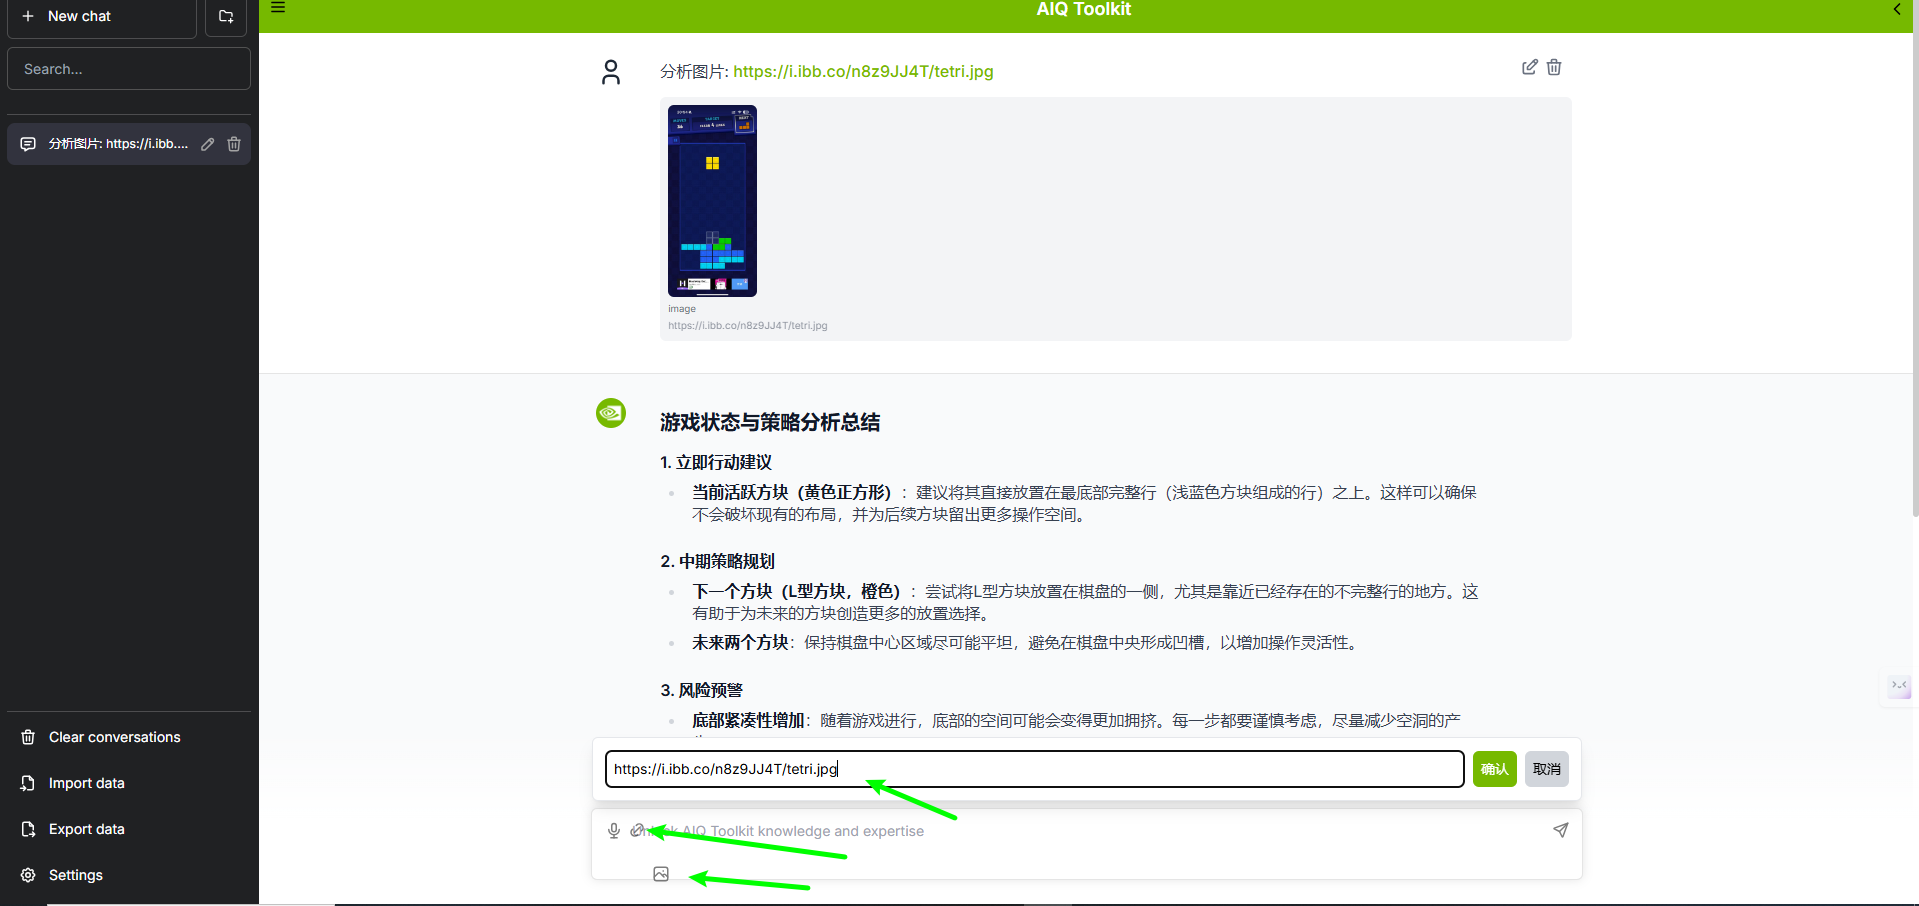 New chat
AIQ Toolkit
Search...
分析图片: https://i.ibb....
分析图片: https://i.ibb.co/n8z9JJ4T/tetri.jpg
image
https://i.ibb.co/n8z9JJ4T/tetri.jpg
游戏状态与策略分析总结
1. 立即行动建议
当前活跃方块（黄色正方形）：建议将其直接放置在最底部完整行（浅蓝色方块组成的行）之上。这样可以确保
不会破坏现有的布局，并为后续方块留出更多操作空间。
2. 中期策略规划
下一个方块（L型方块，橙色）：尝试将L型方块放置在棋盘的一侧，尤其是靠近已经存在的不完整行的地方。这
有助于为未来的方块创造更多的放置选择。
未来两个方块：保持棋盘中心区域尽可能平坦，避免在棋盘中央形成凹槽，以增加操作灵活性。
3. 风险预警
底部紧凑性增加：随着游戏进行，底部的空间可能会变得更加拥挤。每一步都要谨慎考虑，尽量减少空洞的产
https://i.ibb.co/n8z9JJ4T/tetri.jpg
确认
取消
AIQ Toolkit knowledge and expertise
Clear conversations
Import data
Export data
Settings